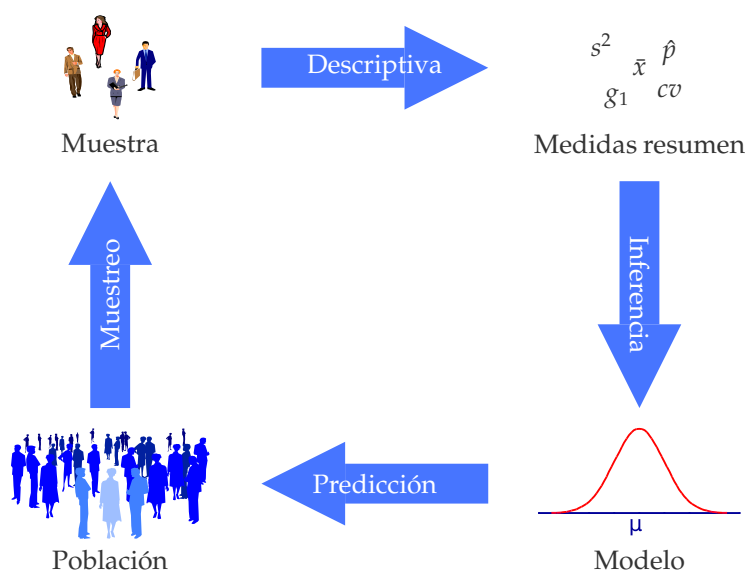 Descriptiva
s² x̄ p̂
g₁ cv
Muestra
Medidas resumen
Muestreo
Inferencia
Predicción
μ
Población
Modelo